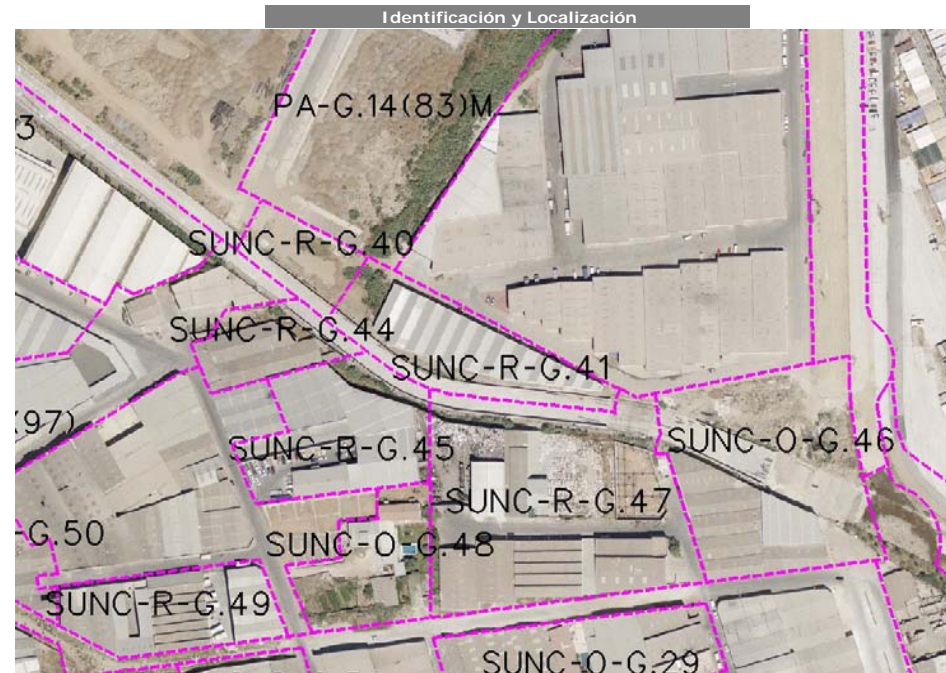 Identificación y Localización
PA-G.14(83)M
SUNC-R-G.40
SUNC-R-G.44
SUNC-R-G.41
(97)
SUNC-R-G.45
SUNC-O-G.46
SUNC-R-G.47
-G.50
SUNC-O-G.48
SUNC-R-G.49
SUNC-O-G.29